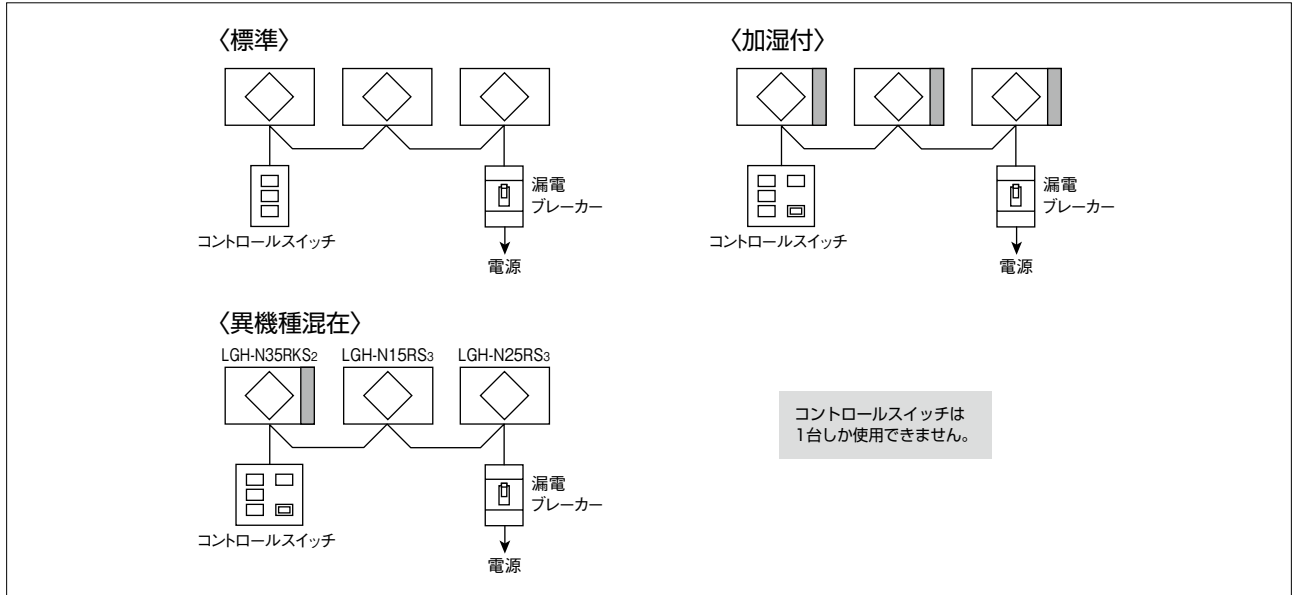 〈標準〉
コントロールスイッチ
漏電
ブレーカー
電源
〈加湿付〉
コントロールスイッチ
漏電
ブレーカー
電源
〈異機種混在〉
LGH-N35RKS2 LGH-N15RS3 LGH-N25RS3
コントロールスイッチ
漏電
ブレーカー
電源
コントロールスイッチは
1台しか使用できません。